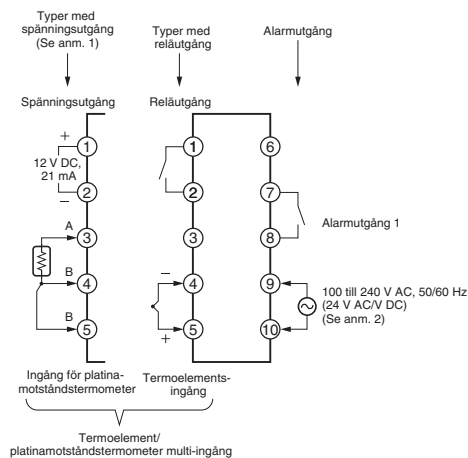 Typer med
spänningsutgång
(Se anm. 1)
Typer med
reläutgång
Alarmutgång
Spänningsutgång
Reläutgång
+
12 V DC,
21 mA
–
A
B
B
1
2
3
4
5
1
2
3
4
5
–
+
6
7
8
9
10
Alarmutgång 1
100 till 240 V AC, 50/60 Hz
(24 V AC/V DC)
(Se anm. 2)
Ingång för platina-
motståndstermometer
Termoelements-
ingång
Termoelement/
platinamotståndstermometer multi-ingång